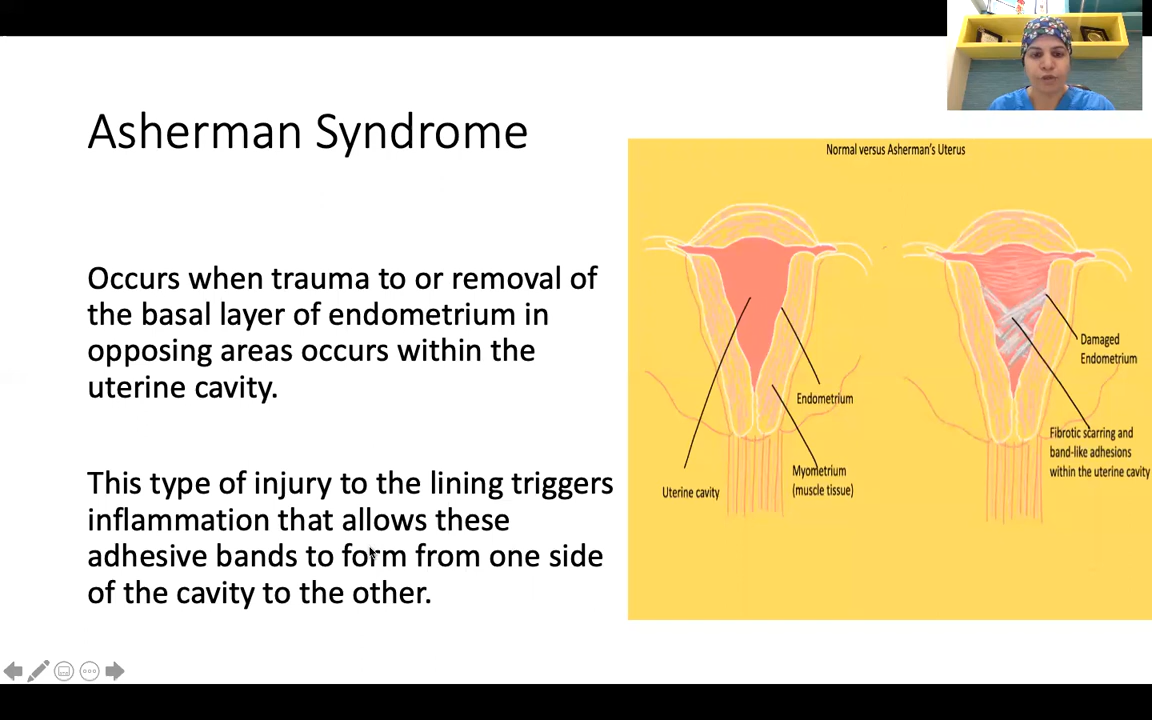 Asherman Syndrome
Occurs when trauma to or removal of
the basal layer of endometrium in
opposing areas occurs within the
uterine cavity.
This type of injury to the lining triggers
inflammation that allows these
adhesive bands to form from one side
of the cavity to the other.
Normal versus Asherman's Uterus
Endometrium
Myometrium
(muscle tissue)
Uterine cavity
Damaged
Endometrium
Fibrotic scarring and
band-like adhesions
within the uterine cavity